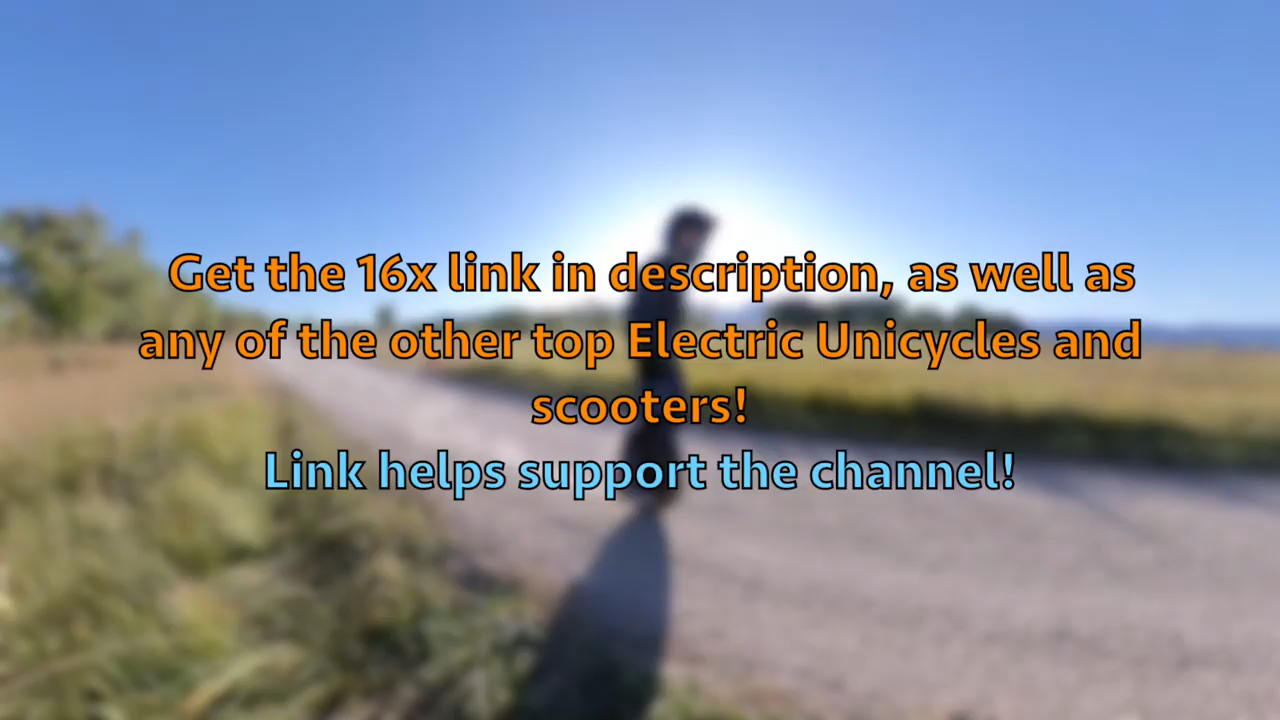 Get the 16x link in description, as well as
any of the other top Electric Unicycles and
scooters!
Link helps support the channel!